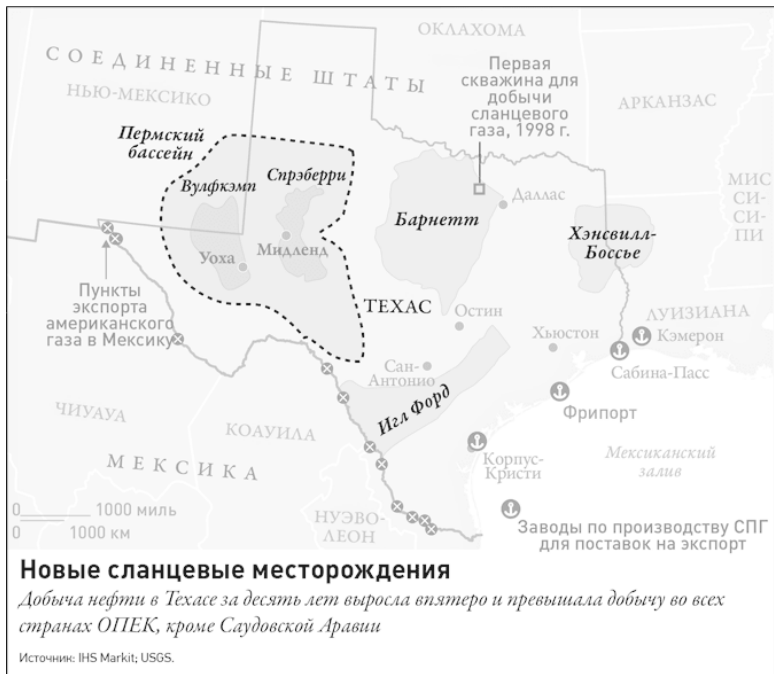 ОКЛАХОМА
СОЕДИНЕННЫЕ ШТАТЫ
НЬЮ-МЕКСИКО
Первая
скважина для
добычи
сланцевого
газа, 1998 г.
АРКАНЗАС
Пермский
бассейн
Спрэберри
Вулфкэмп
Даллас
МИС
СИ-
СИ-
ПИ
Барнетт
Хэнсвилл-
Боссье
Мидленд
Уоха
Пункты
экспорта
американского
газа в Мексику
ТЕХАС
Остин
ЛУИЗИАНА
Хьюстон
Кэмерон
Сабина-Пасс
Сан-
Антонио
Игл Форд
Фрипорт
ЧИУАУА
КОАУИЛА
МЕКСИКА
Корпус-
Кристи
Мексиканский
залив
0 1000 миль
0 1000 км
НУЭВО-
ЛЕОН
Заводы по производству СПГ
для поставок на экспорт
Новые сланцевые месторождения
Добыча нефти в Техасе за десять лет выросла впятеро и превышала добычу во всех
странах ОПЕК, кроме Саудовской Аравии
Источник: IHS Markit; USGS.